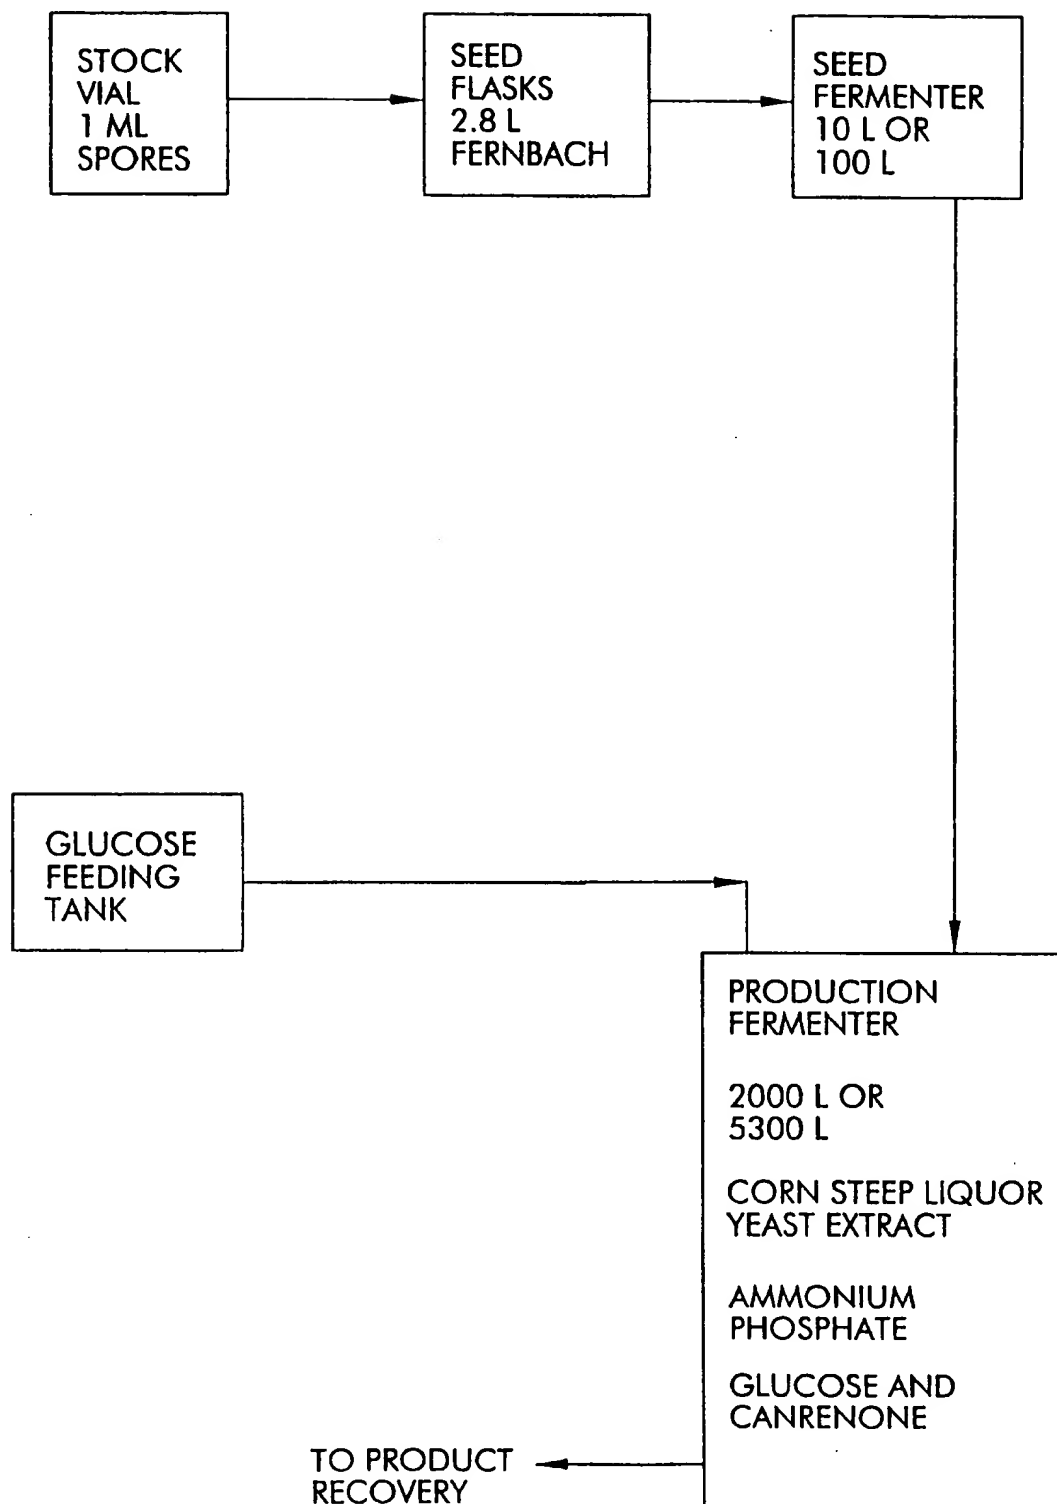 STOCK
VIAL
1 ML
SPORES
SEED
FLASKS
2.8 L
FERNBACH
SEED
FERMENTER
10 L OR
100 L
GLUCOSE
FEEDING
TANK
PRODUCTION
FERMENTER
2000 L OR
5300 L
CORN STEEP LIQUOR
YEAST EXTRACT
AMMONIUM
PHOSPHATE
GLUCOSE AND
CANRENONE
TO PRODUCT
RECOVERY